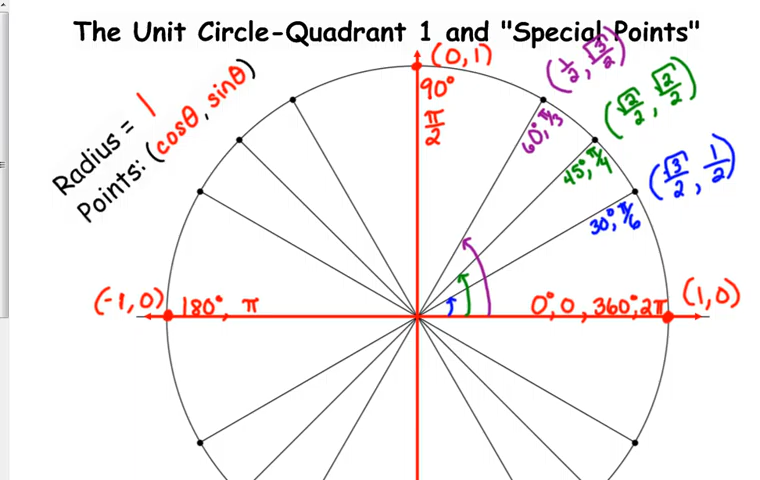 The Unit Circle-Quadrant 1 and "Special Points"
Radius = 1
Points: (cosθ, sinθ)
(0,1)
90°
π/2
(1/2, √3/2)
60°, π/3
(√2/2, √2/2)
45°, π/4
(√3/2, 1/2)
30°, π/6
(-1,0)
180°, π
0°, 0, 360°, 2π
(1,0)